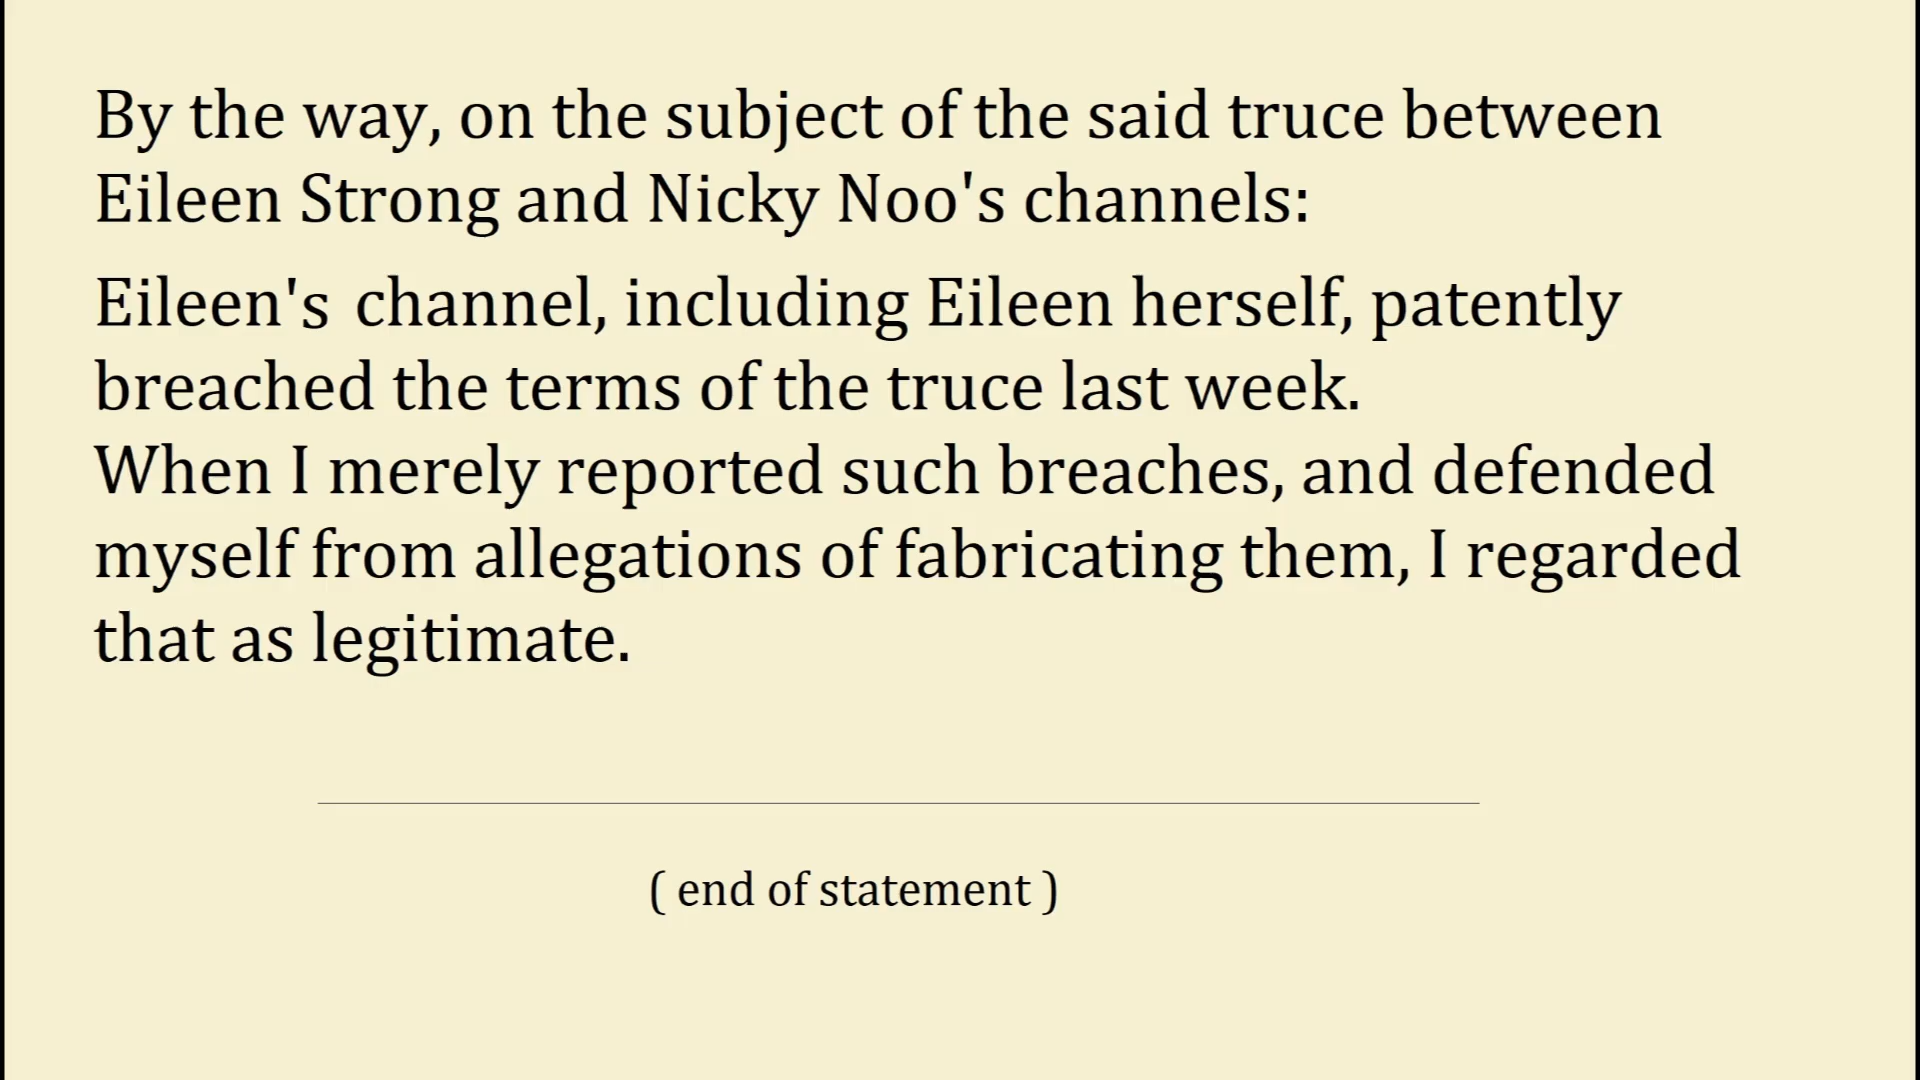 By the way, on the subject of the said truce between
Eileen Strong and Nicky Noo's channels:
Eileen's channel, including Eileen herself, patently
breached the terms of the truce last week.
When I merely reported such breaches, and defended
myself from allegations of fabricating them, I regarded
that as legitimate.
( end of statement )